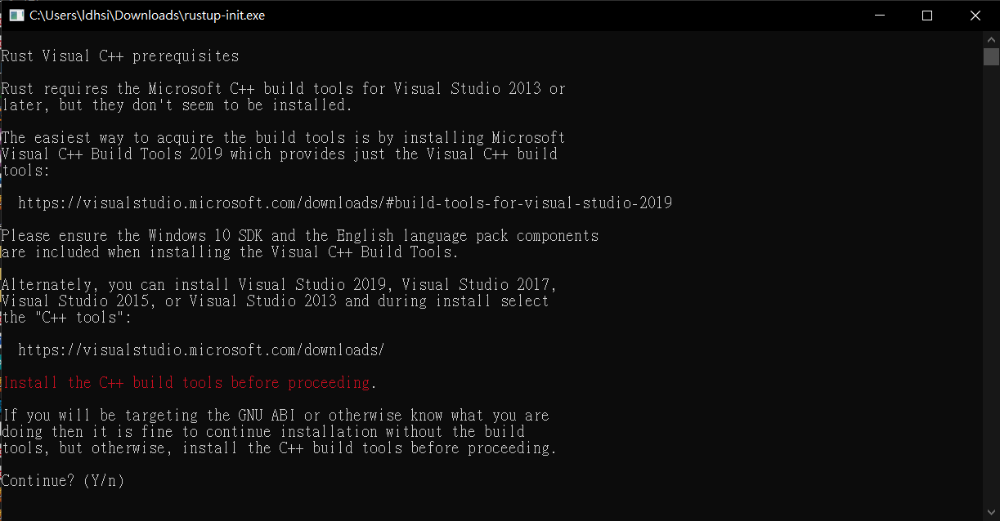 C:\Users\ldhsi\Downloads\rustup-init.exe
Rust Visual C++ prerequisites
Rust requires the Microsoft C++ build tools for Visual Studio 2013 or
later, but they don't seem to be installed.
The easiest way to acquire the build tools is by installing Microsoft
Visual C++ Build Tools 2019 which provides just the Visual C++ build
tools:
https://visualstudio.microsoft.com/downloads/#build-tools-for-visual-studio-2019
Please ensure the Windows 10 SDK and the English language pack components
are included when installing the Visual C++ Build Tools.
Alternately, you can install Visual Studio 2019, Visual Studio 2017,
Visual Studio 2015, or Visual Studio 2013 and during install select
the "C++ tools":
https://visualstudio.microsoft.com/downloads/
Install the C++ build tools before proceeding.
If you will be targeting the GNU ABI or otherwise know what you are
doing then it is fine to continue installation without the build
tools, but otherwise, install the C++ build tools before proceeding.
Continue? (Y/n)